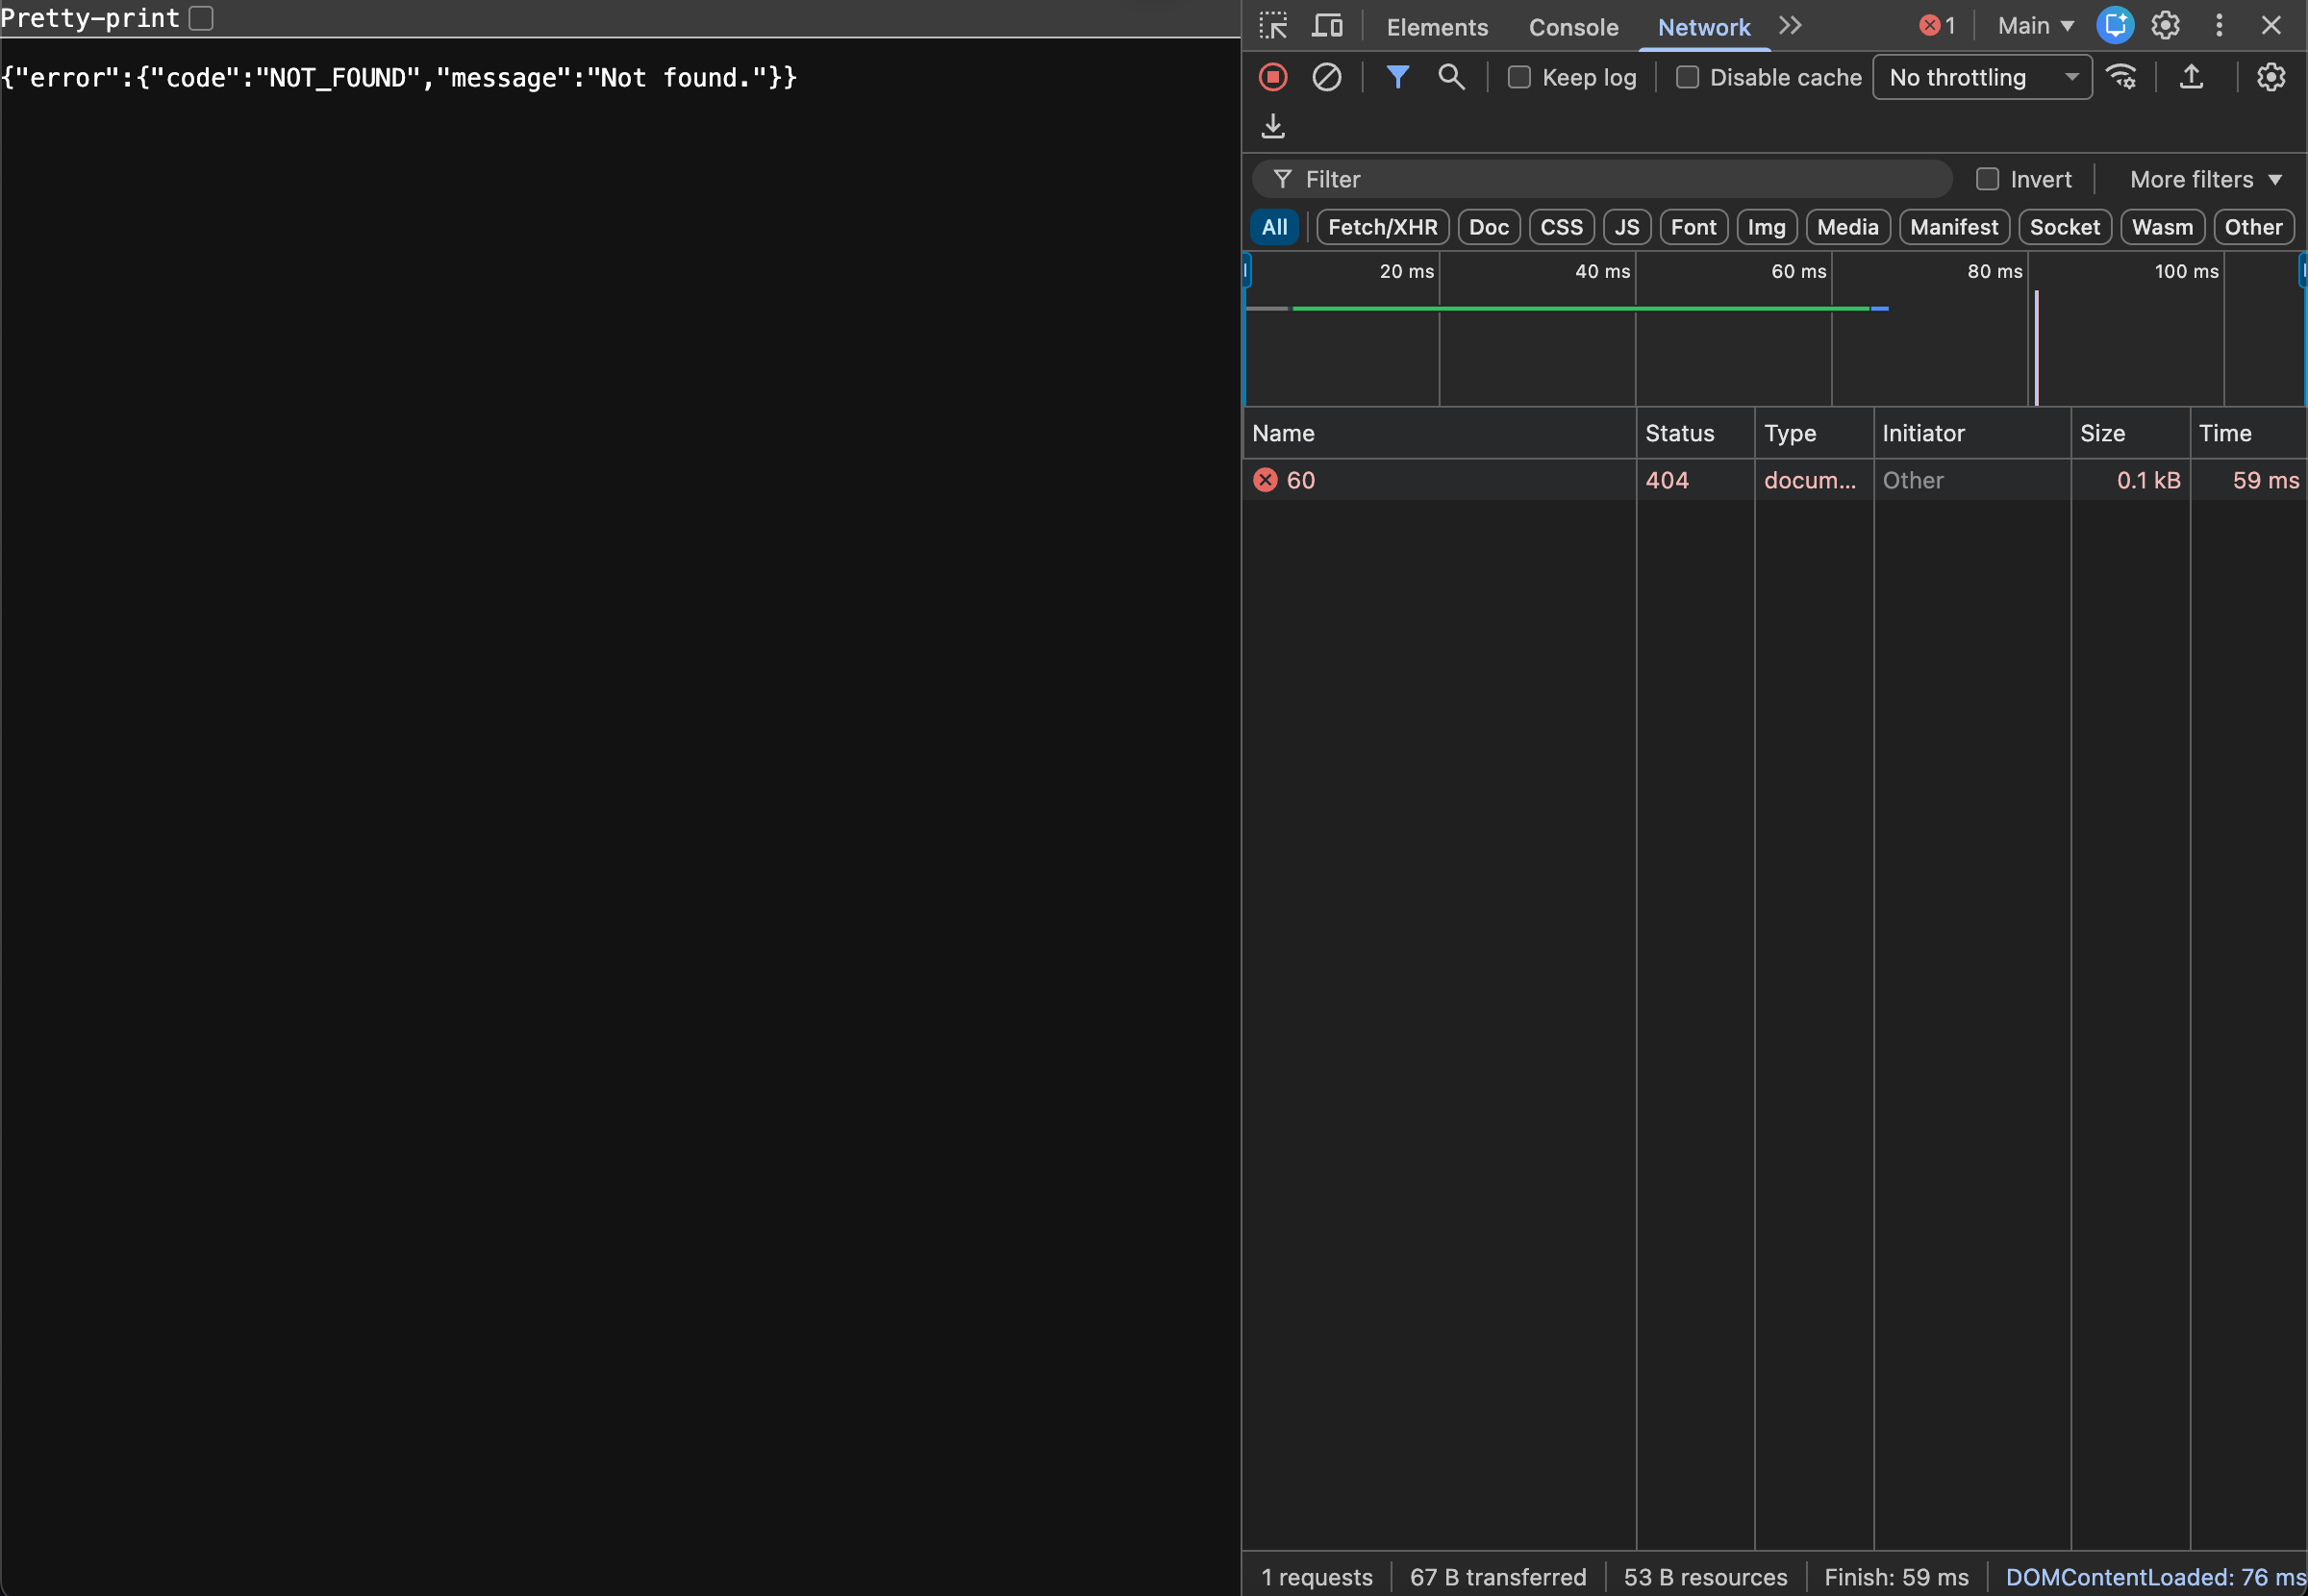 Pretty-print
{"error":{"code":"NOT_FOUND","message":"Not found."}}
Elements Console Network 1 Main
Keep log Disable cache No throttling
Filter Invert More filters
All Fetch/XHR Doc CSS JS Font Img Media Manifest Socket Wasm Other
20 ms 40 ms 60 ms 80 ms 100 ms
Name Status Type Initiator Size Time
60 404 docum... Other 0.1 kB 59 ms
1 requests 67 B transferred 53 B resources Finish: 59 ms DOMContentLoaded: 76 ms